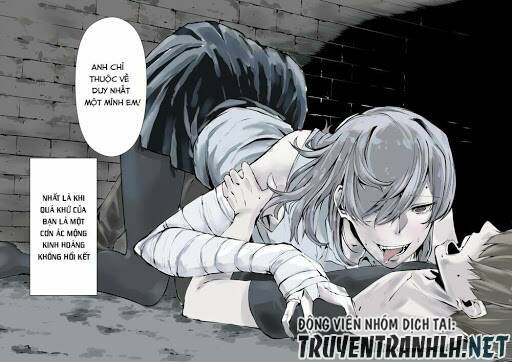 ANH CHỈ
THUỘC VỀ
DUY NHẤT
MỘT MÌNH EM!
NHẤT LÀ KHI
QUÁ KHỨ CỦA
BẠN LÀ MỘT
CƠN ÁC MỘNG
KINH HOÀNG
KHÔNG HỒI KẾT
ĐỘNG VIÊN NHÓM DỊCH TẠI:
TRUYENTRANHLH.NET